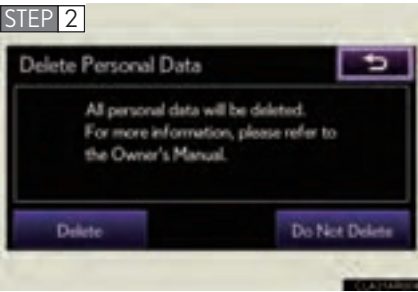 STEP 2
Delete Personal Data
All personal data will be deleted.
For more information, please refer to
the Owner's Manual.
Delete
Do Not Delete